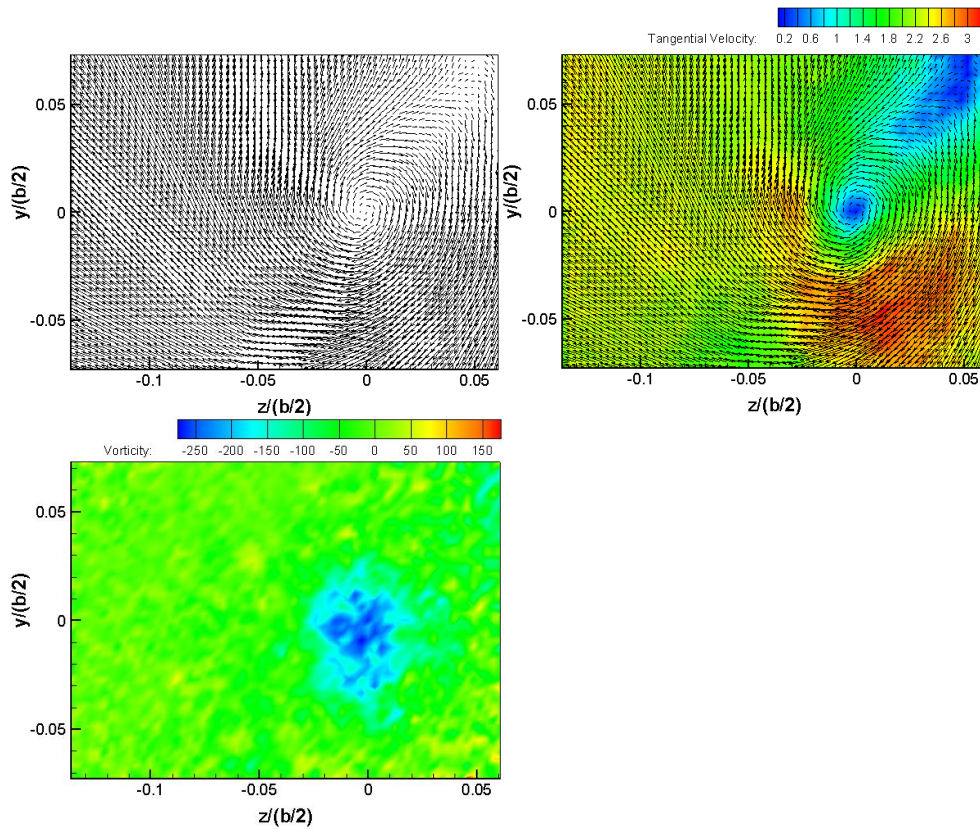 Tangential Velocity: 0.2 0.6 1 1.4 1.8 2.2 2.6 3
y/(b/2)
0.05
0
-0.05
-0.1 -0.05 0 0.05
z/(b/2)
y/(b/2)
0.05
0
-0.05
-0.1 -0.05 0 0.05
z/(b/2)
Vorticity: -250 -200 -150 -100 -50 0 50 100 150
y/(b/2)
0.05
0
-0.05
-0.1 -0.05 0 0.05
z/(b/2)